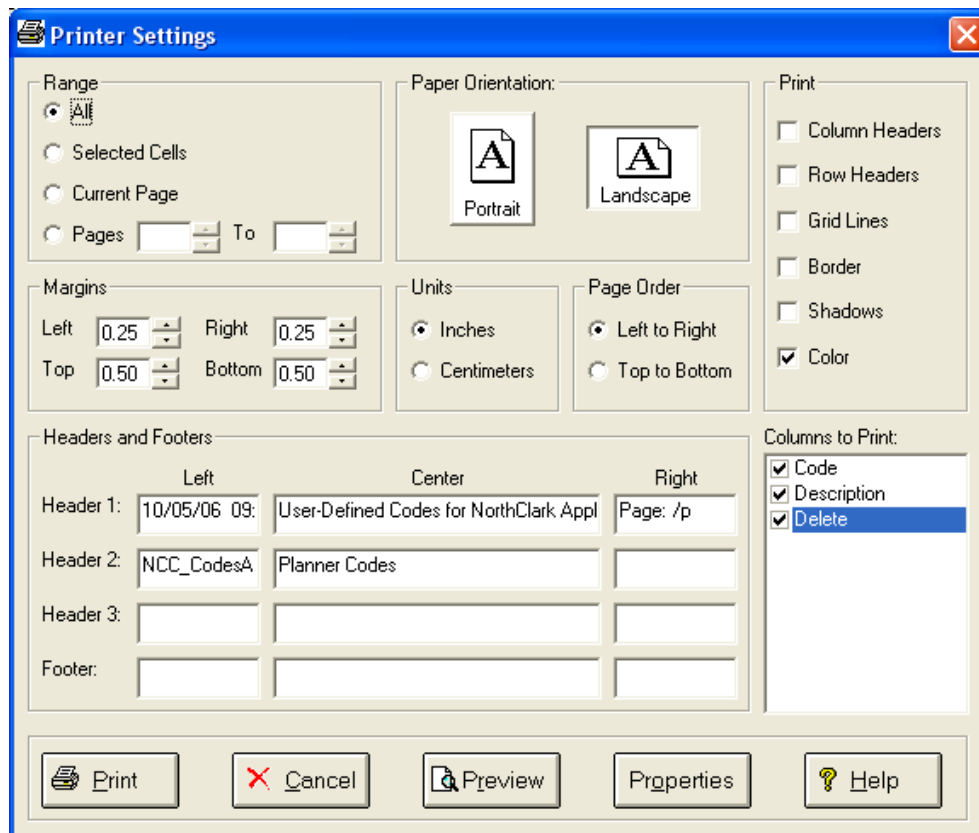 Printer Settings
Range
All
Selected Cells
Current Page
Pages To
Paper Orientation:
A
Portrait
A
Landscape
Print
Column Headers
Row Headers
Grid Lines
Border
Shadows
Color
Margins
Left 0.25 Right 0.25
Top 0.50 Bottom 0.50
Units
Inches
Centimeters
Page Order
Left to Right
Top to Bottom
Headers and Footers
Left Center Right
Header 1: 10/05/06 09: User-Defined Codes for NorthClark Appl Page: /p
Header 2: NCC_CodesA Planner Codes
Header 3:
Footer:
Columns to Print:
Code
Description
Delete
Print Cancel Preview Properties ? Help